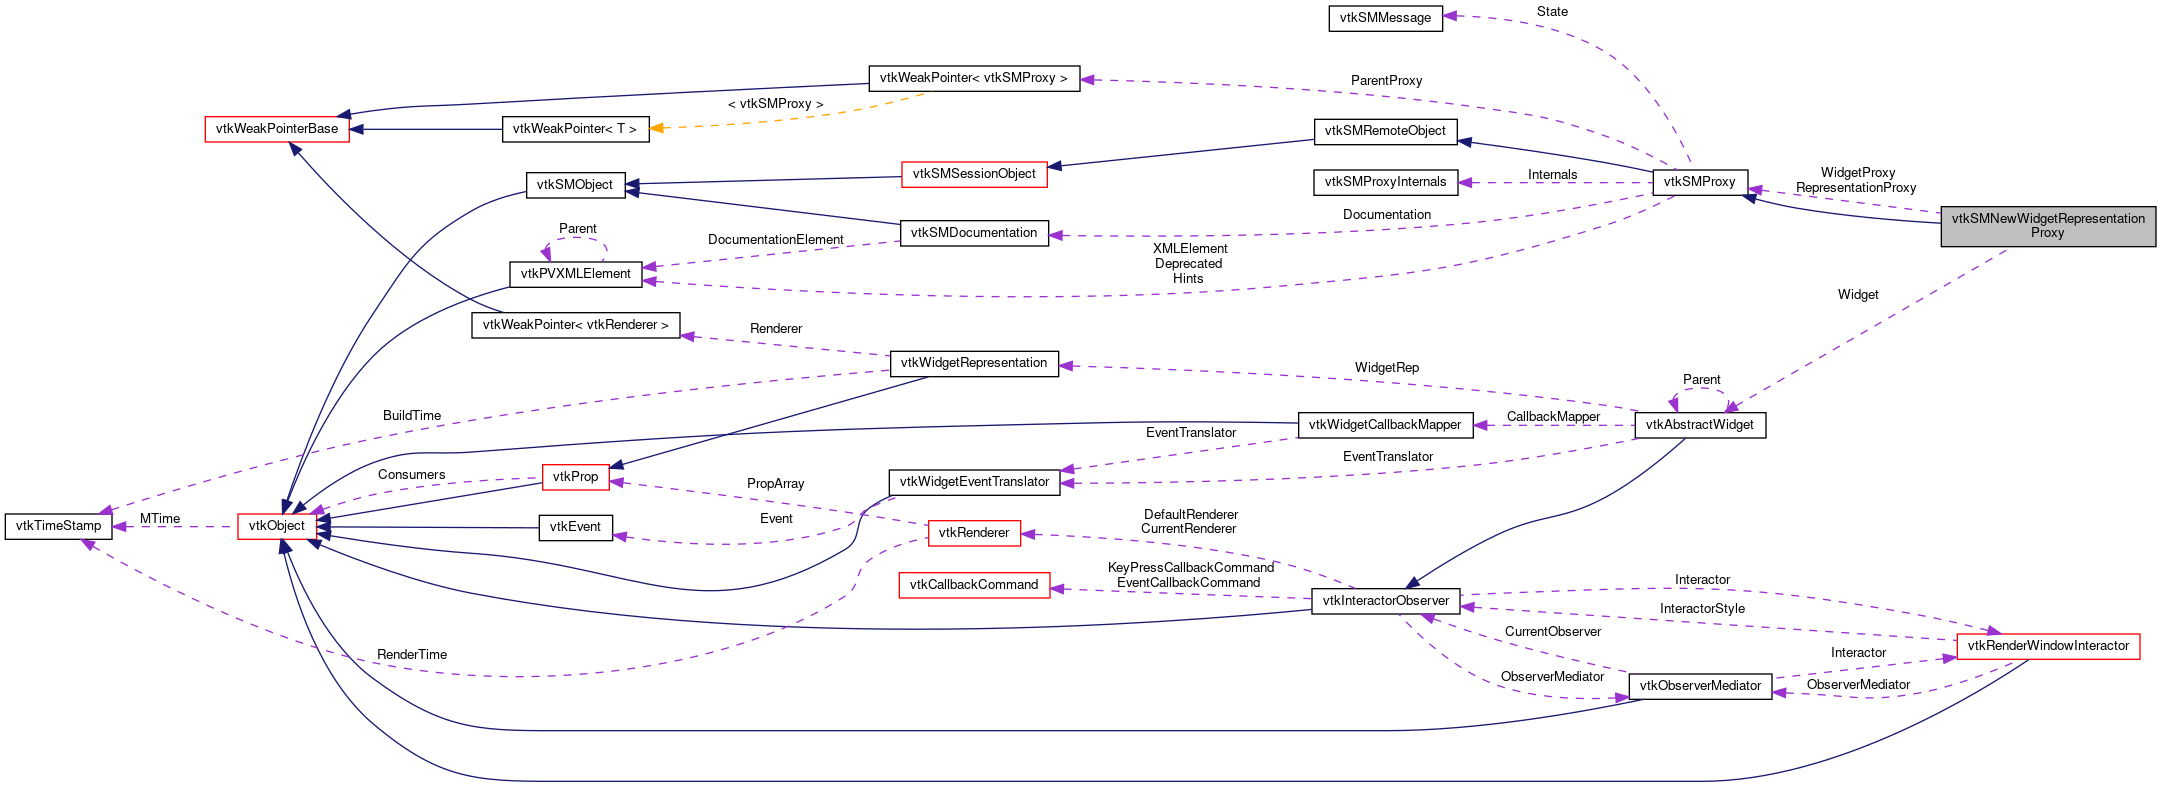 State
vtkSMMessage
vtkWeakPointer< vtkSMProxy >
ParentProxy
< vtkSMProxy >
vtkWeakPointerBase
vtkWeakPointer< T >
vtkSMRemoteObject
vtkSMSessionObject
vtkSMObject
vtkSMProxyInternals
Internals
vtkSMProxy
WidgetProxy
RepresentationProxy
vtkSMNewWidgetRepresentation
Proxy
Documentation
vtkSMDocumentation
DocumentationElement
Parent
vtkPVXMLElement
XMLElement
Deprecated
Hints
Widget
vtkWeakPointer< vtkRenderer >
Renderer
vtkWidgetRepresentation
WidgetRep
Parent
BuildTime
vtkWidgetCallbackMapper
CallbackMapper
vtkAbstractWidget
EventTranslator
EventTranslator
Consumers
vtkProp
PropArray
vtkWidgetEventTranslator
vtkTimeStamp
MTime
vtkObject
vtkEvent
Event
vtkRenderer
DefaultRenderer
CurrentRenderer
vtkCallbackCommand
KeyPressCallbackCommand
EventCallbackCommand
vtkInteractorObserver
Interactor
InteractorStyle
CurrentObserver
vtkRenderWindowInteractor
RenderTime
Interactor
ObserverMediator
vtkObserverMediator
ObserverMediator